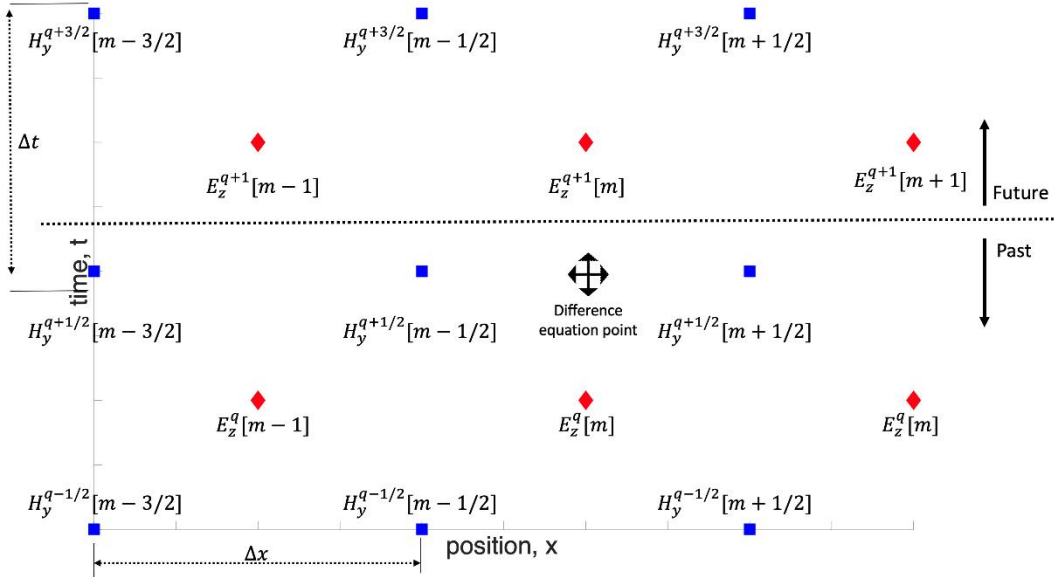 H_y^{q+3/2}[m − 3/2] H_y^{q+3/2}[m − 1/2] H_y^{q+3/2}[m + 1/2]
Δt
E_z^{q+1}[m − 1] E_z^{q+1}[m] E_z^{q+1}[m + 1]
Future
Past
time, t
Difference
equation point
H_y^{q+1/2}[m − 3/2] H_y^{q+1/2}[m − 1/2] H_y^{q+1/2}[m + 1/2]
E_z^q[m − 1] E_z^q[m] E_z^q[m]
H_y^{q−1/2}[m − 3/2] H_y^{q−1/2}[m − 1/2] H_y^{q−1/2}[m + 1/2]
Δx
position, x